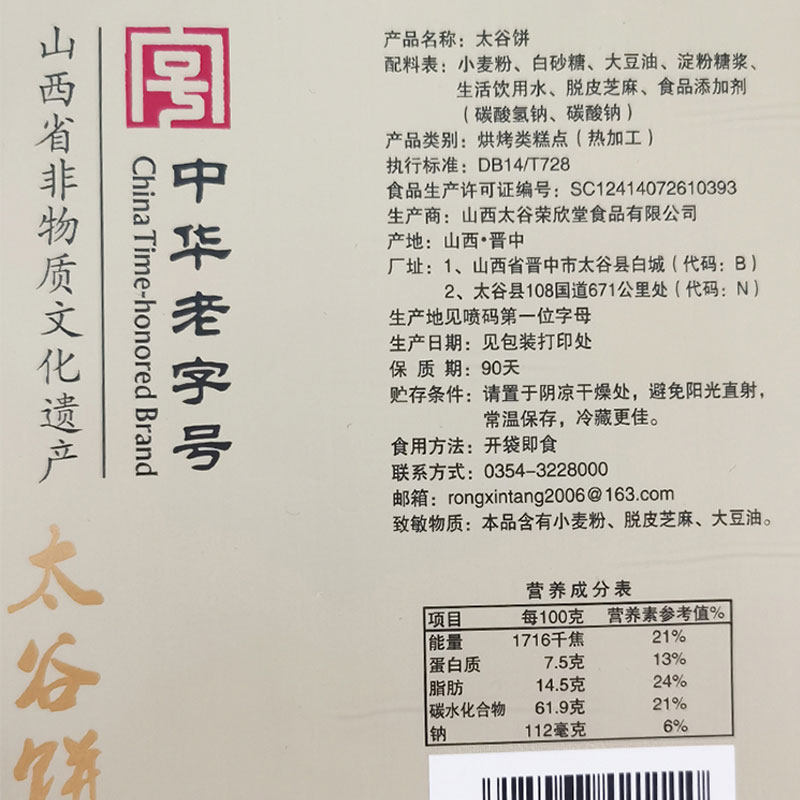 山西省非物质文化遗产
中华老字号
China Time-honored Brand
太谷饼
产品名称：太谷饼
配料表：小麦粉、白砂糖、大豆油、淀粉糖浆、
生活饮用水、脱皮芝麻、食品添加剂
（碳酸氢钠、碳酸钠）
产品类别：烘烤类糕点（热加工）
执行标准：DB14/T728
食品生产许可证编号：SC12414072610393
生产商：山西太谷荣欣堂食品有限公司
产地：山西·晋中
厂址：1、山西省晋中市太谷县白城（代码：B）
2、太谷县108国道671公里处（代码：N）
生产地见喷码第一位字母
生产日期：见包装打印处
保 质 期：90天
贮存条件：请置于阴凉干燥处，避免阳光直射，
常温保存，冷藏更佳。
食用方法：开袋即食
联系方式：0354-3228000
邮箱：rongxintang2006@163.com
致敏物质：本品含有小麦粉、脱皮芝麻、大豆油。
营养成分表
项目 每100克 营养素参考值%
能量 1716千焦 21%
蛋白质 7.5克 13%
脂肪 14.5克 24%
碳水化合物 61.9克 21%
钠 112毫克 6%